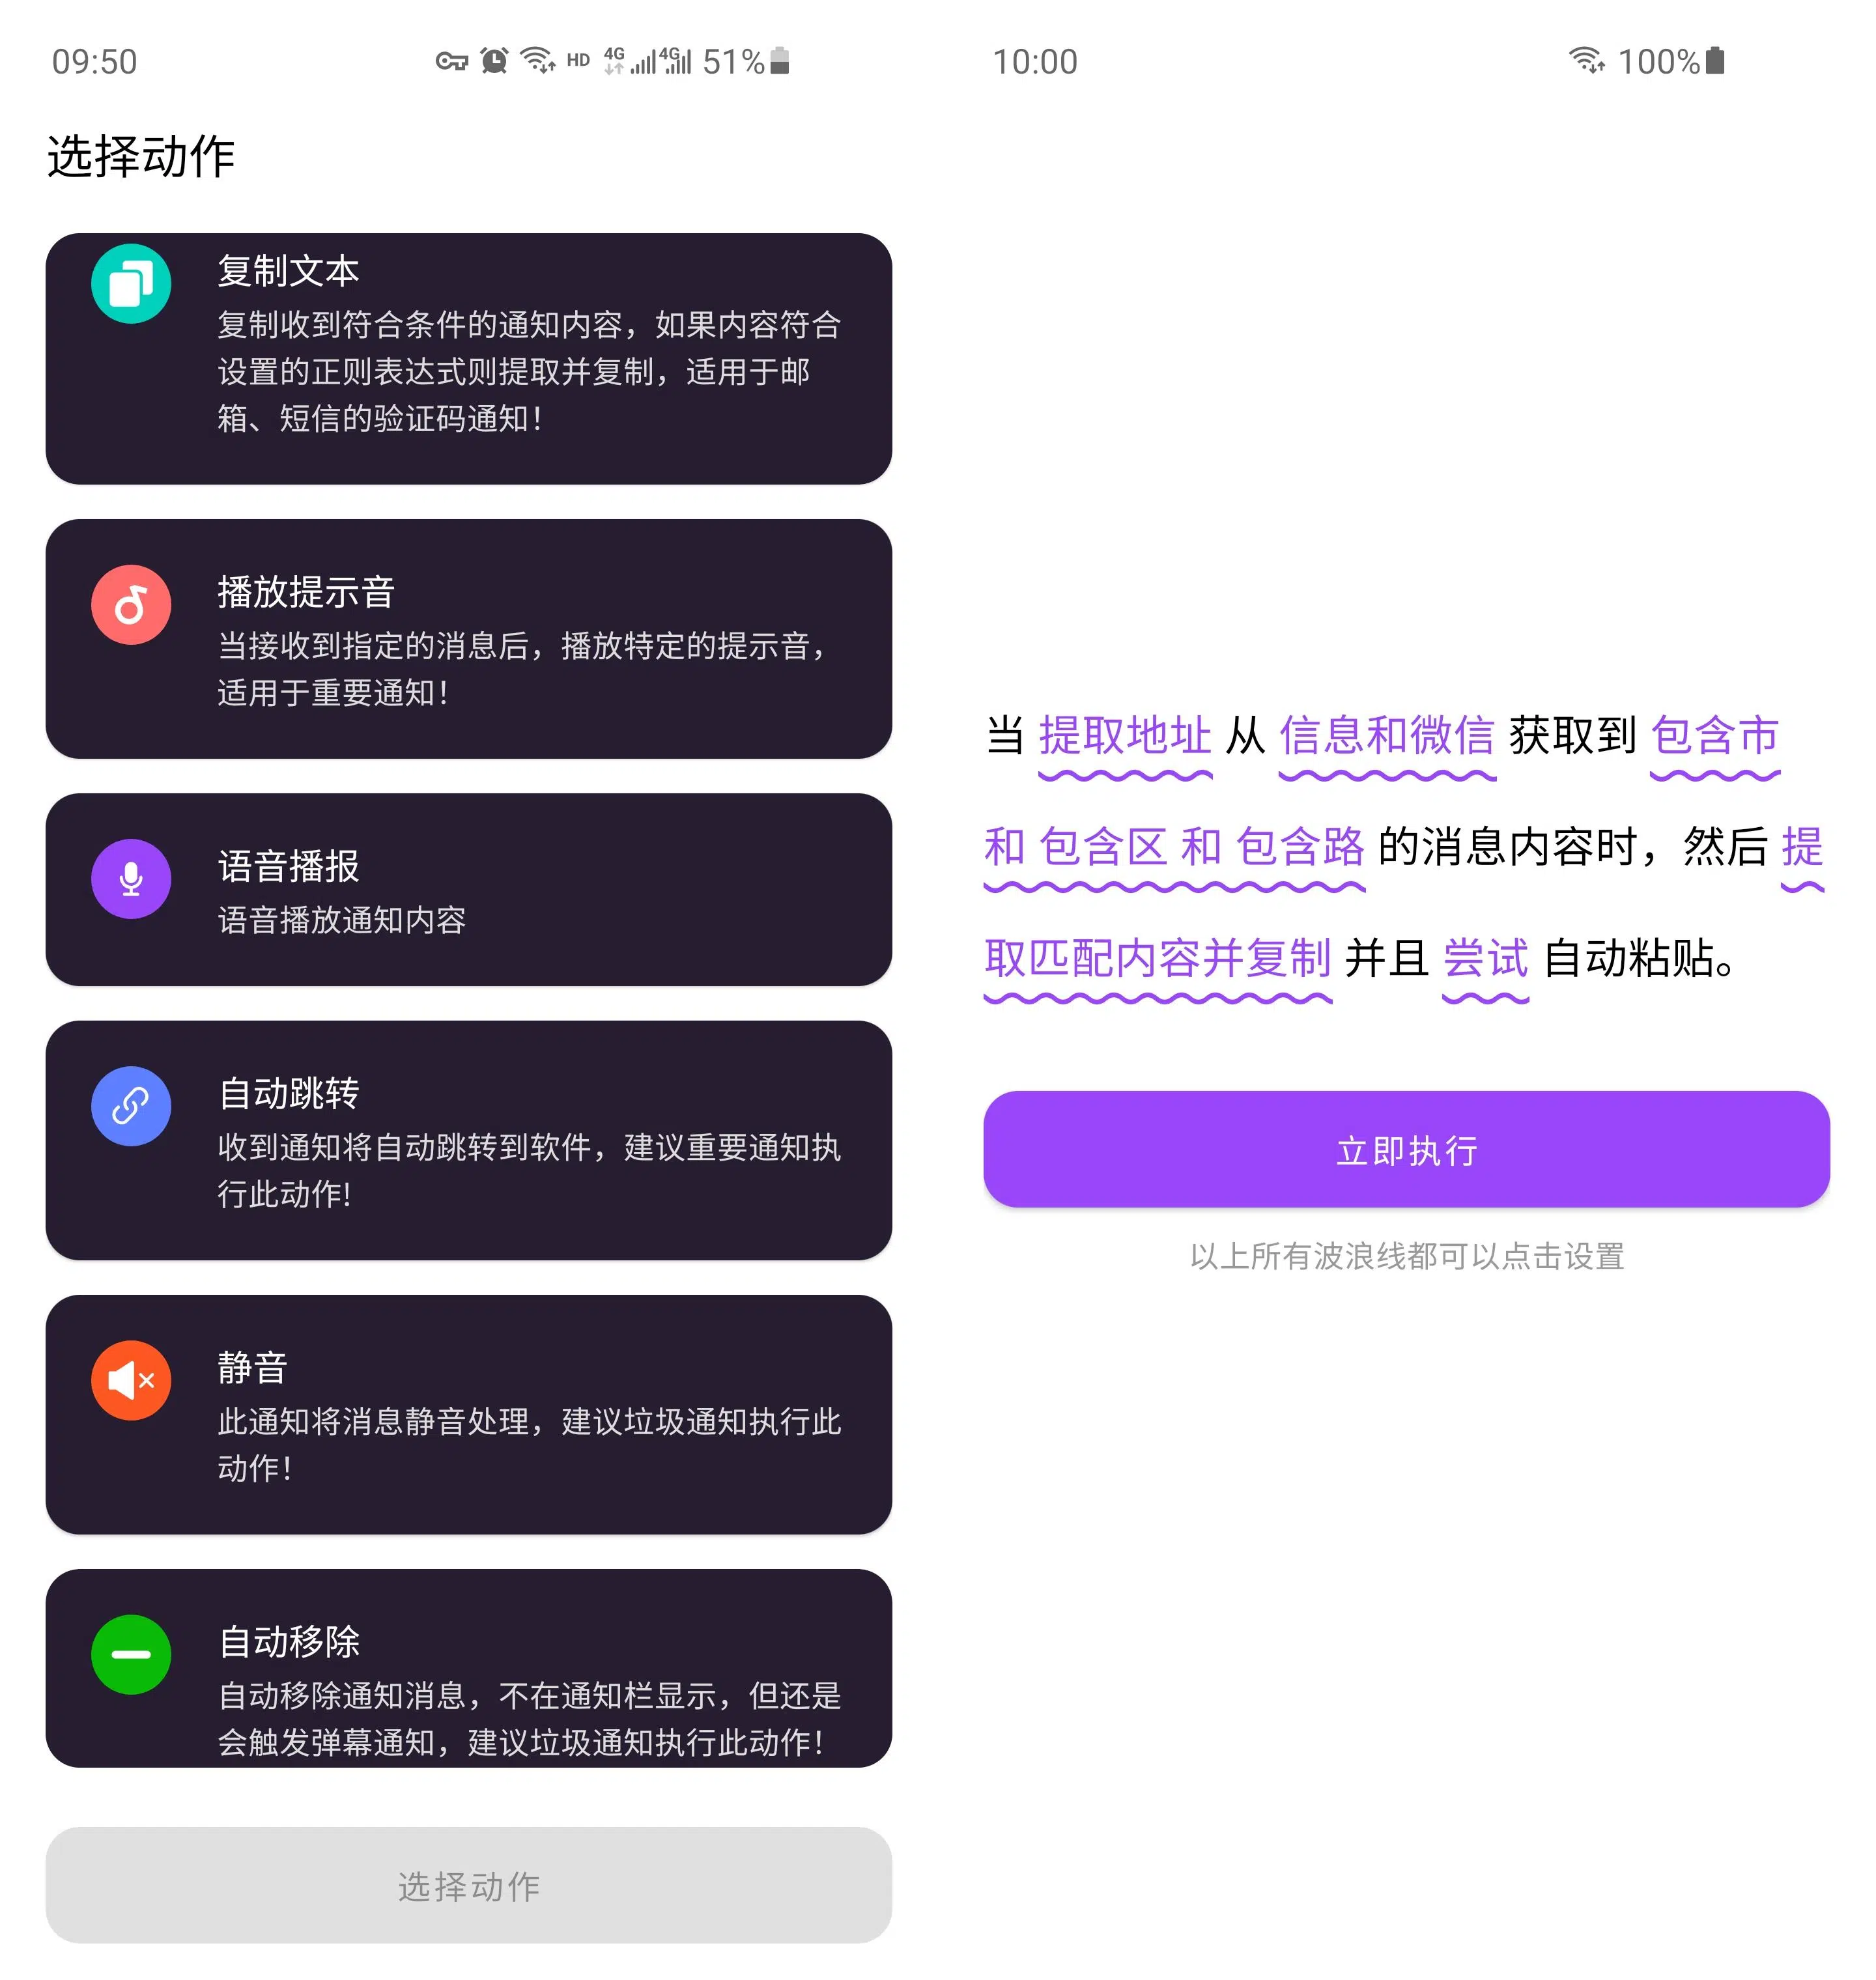 09:50
HD 4G 4G 51%
选择动作
复制文本
复制收到符合条件的通知内容，如果内容符合
设置的正则表达式则提取并复制，适用于邮
箱、短信的验证码通知！
播放提示音
当接收到指定的消息后，播放特定的提示音，
适用于重要通知！
语音播报
语音播放通知内容
自动跳转
收到通知将自动跳转到软件，建议重要通知执
行此动作!
静音
此通知将消息静音处理，建议垃圾通知执行此
动作！
自动移除
自动移除通知消息，不在通知栏显示，但还是
会触发弹幕通知，建议垃圾通知执行此动作！
选择动作
10:00
100%
当 提取地址 从 信息和微信 获取到 包含市
和 包含区 和 包含路 的消息内容时，然后 提
取匹配内容并复制 并且 尝试 自动粘贴。
立即执行
以上所有波浪线都可以点击设置